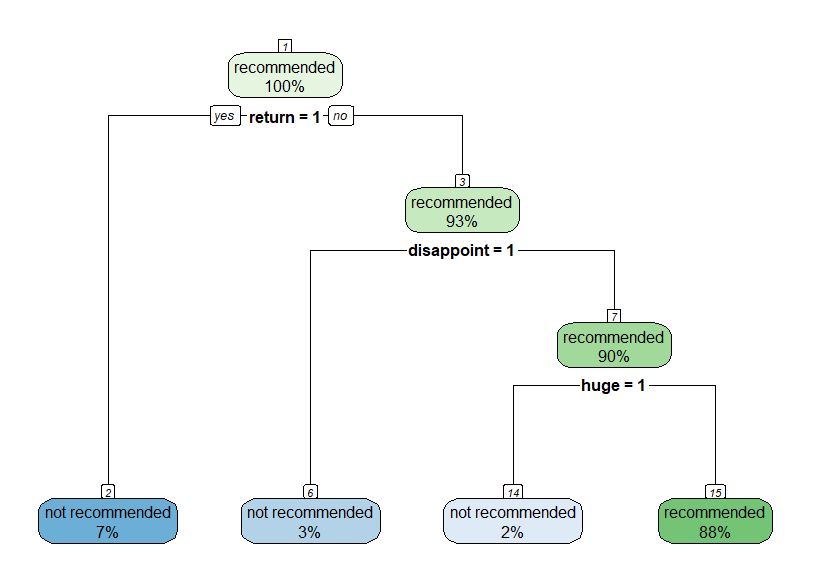 1
recommended
100%
yes return = 1 no
3
recommended
93%
disappoint = 1
7
recommended
90%
huge = 1
2
not recommended
7%
6
not recommended
3%
14
not recommended
2%
15
recommended
88%